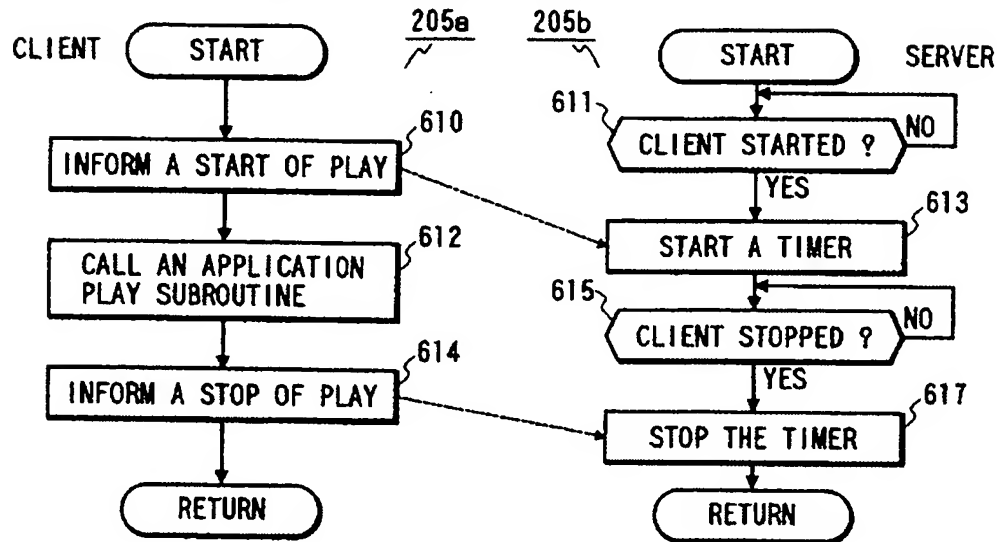 205a
205b
CLIENT
START
610
INFORM A START OF PLAY
612
CALL AN APPLICATION
PLAY SUBROUTINE
614
INFORM A STOP OF PLAY
RETURN
START
SERVER
611
CLIENT STARTED ?
NO
YES
613
START A TIMER
615
CLIENT STOPPED ?
NO
YES
617
STOP THE TIMER
RETURN